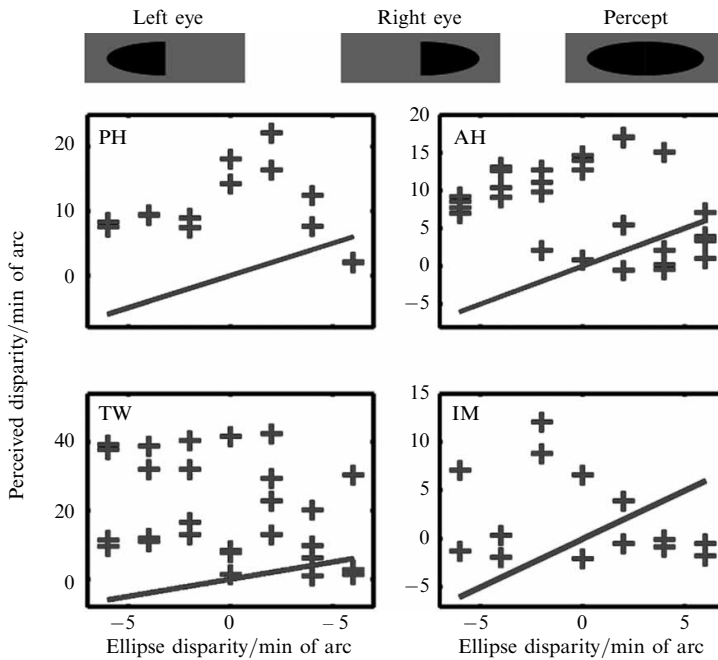 Left eye Right eye Percept
PH
20
10
0
AH
20
15
10
5
0
−5
Perceived disparity/min of arc
TW
40
20
0
−5 0 −5
Ellipse disparity/min of arc
IM
15
10
5
0
−5
−5 0 5
Ellipse disparity/min of arc